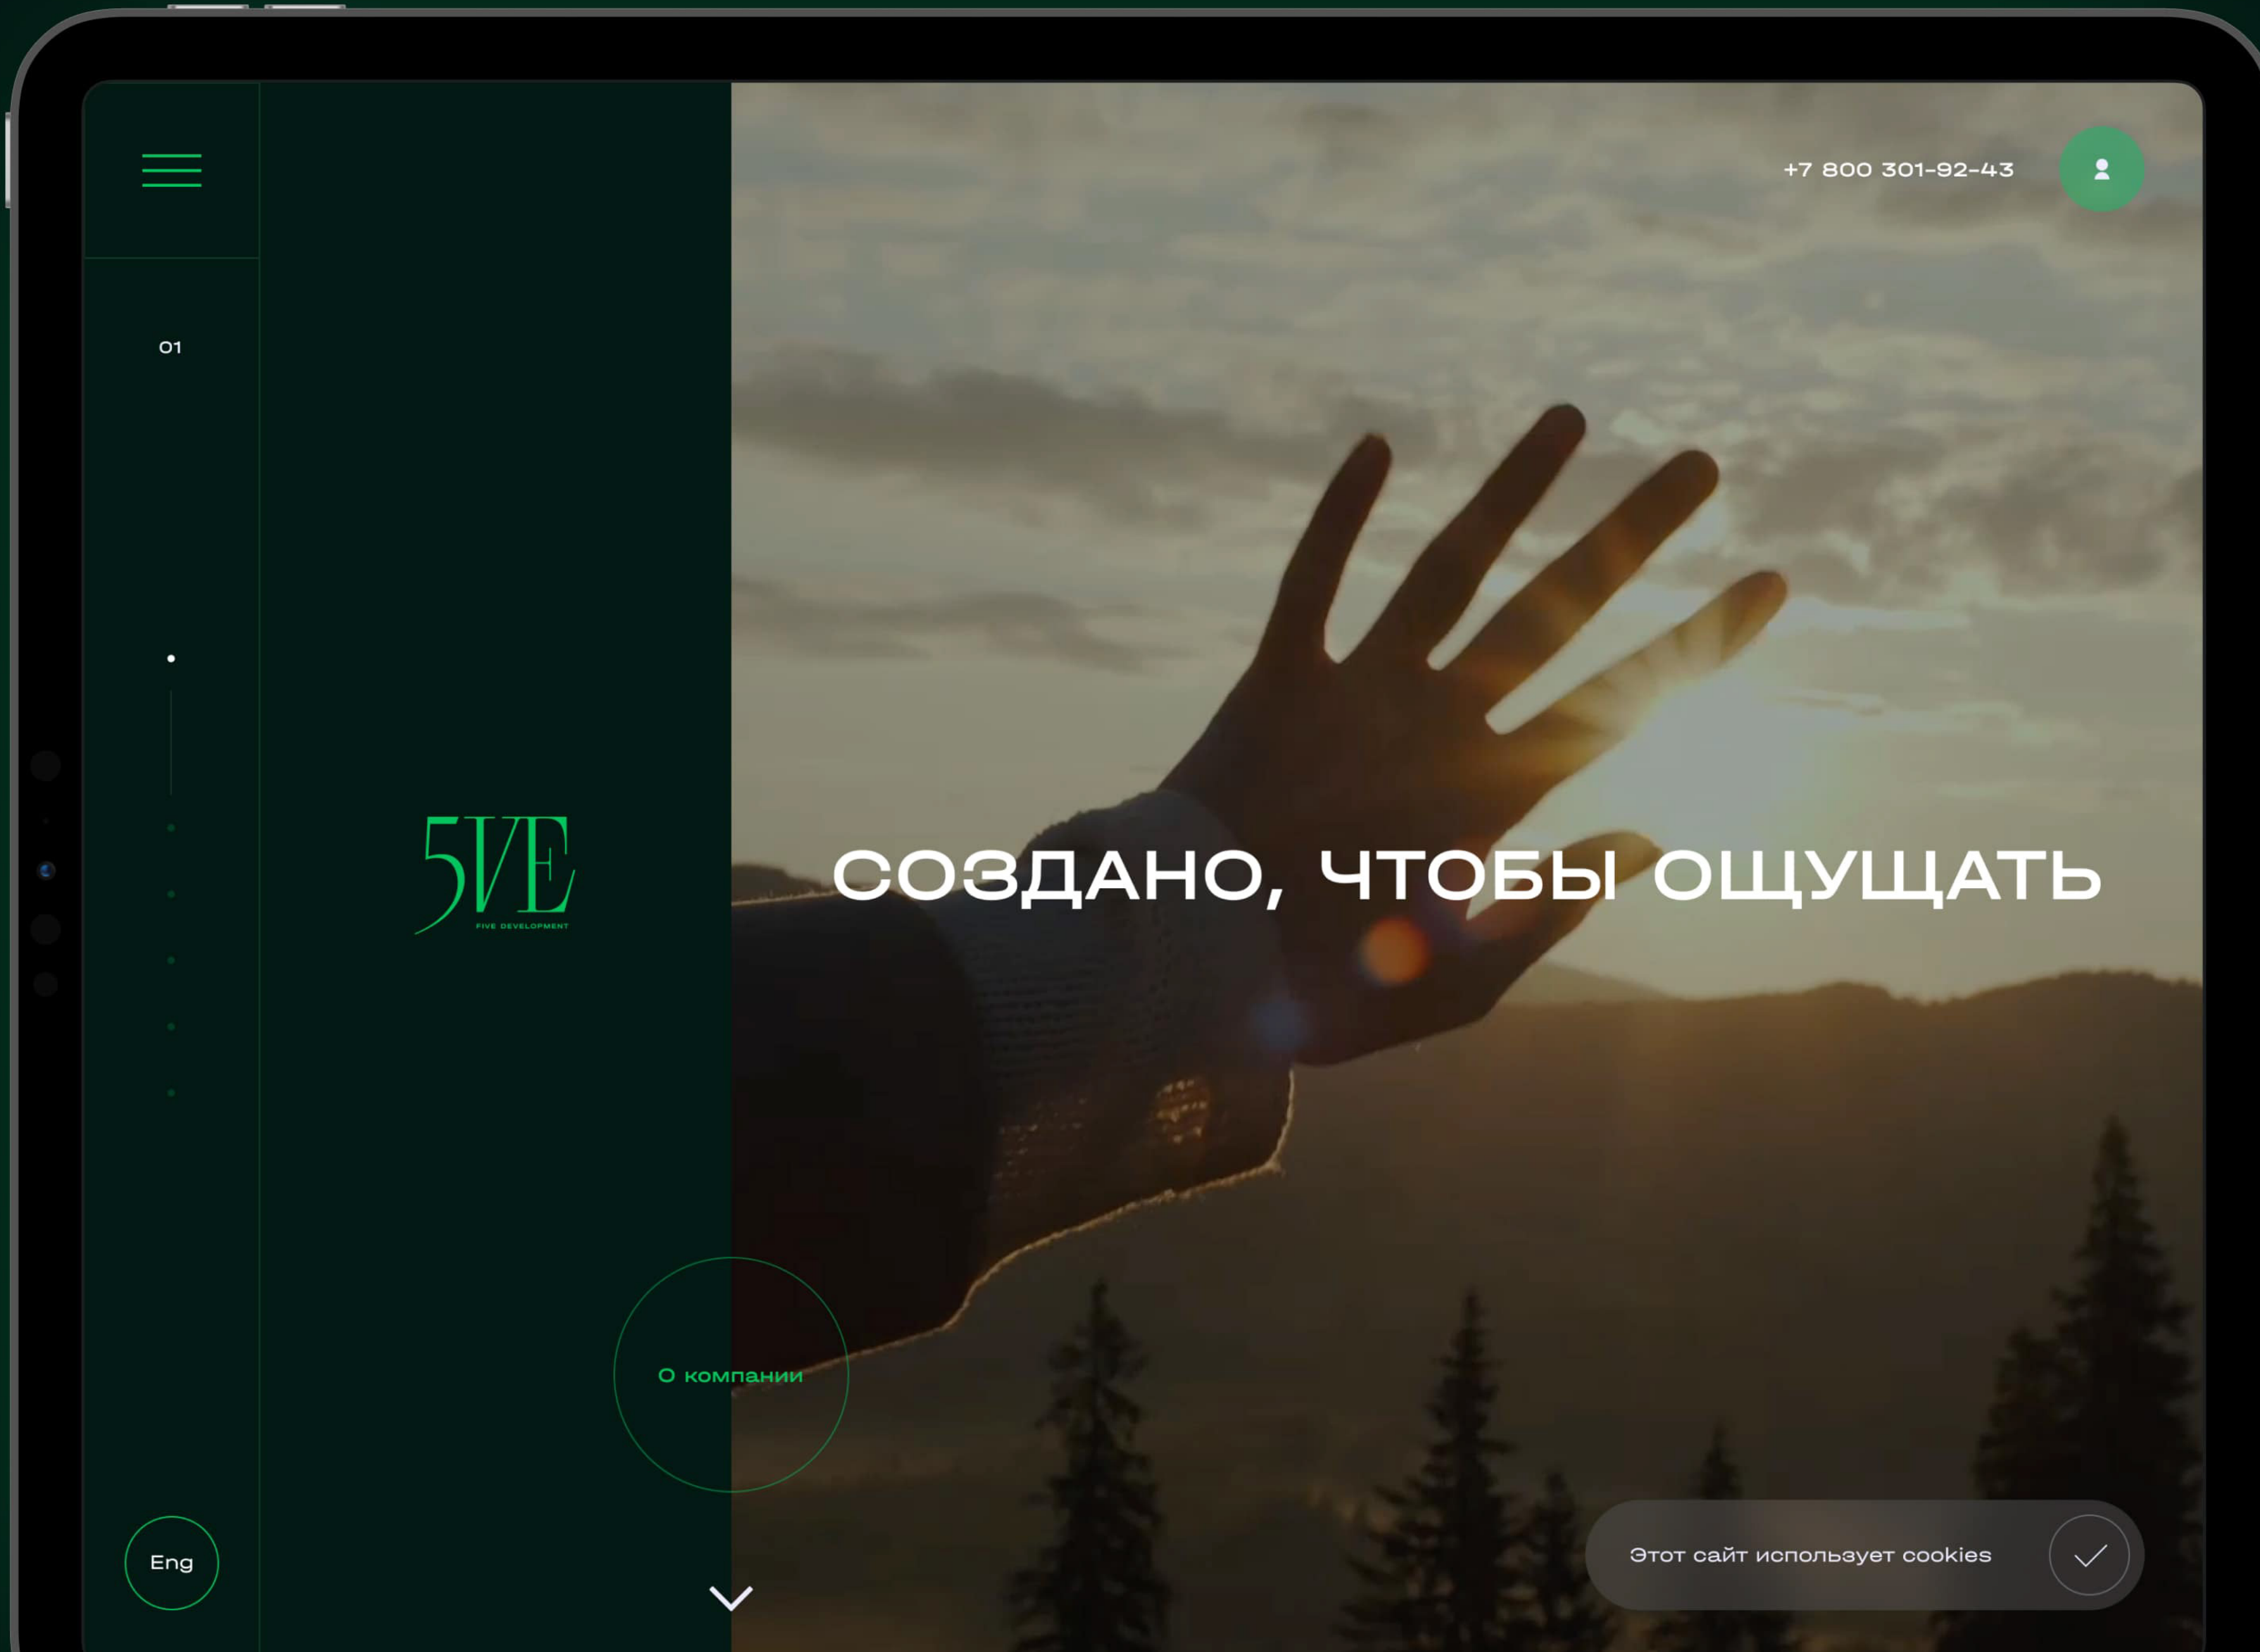 +7 800 301-92-43
01
5VE
FIVE DEVELOPMENT
СОЗДАНО, ЧТОБЫ ОЩУЩАТЬ
О компании
Eng
Этот сайт использует cookies